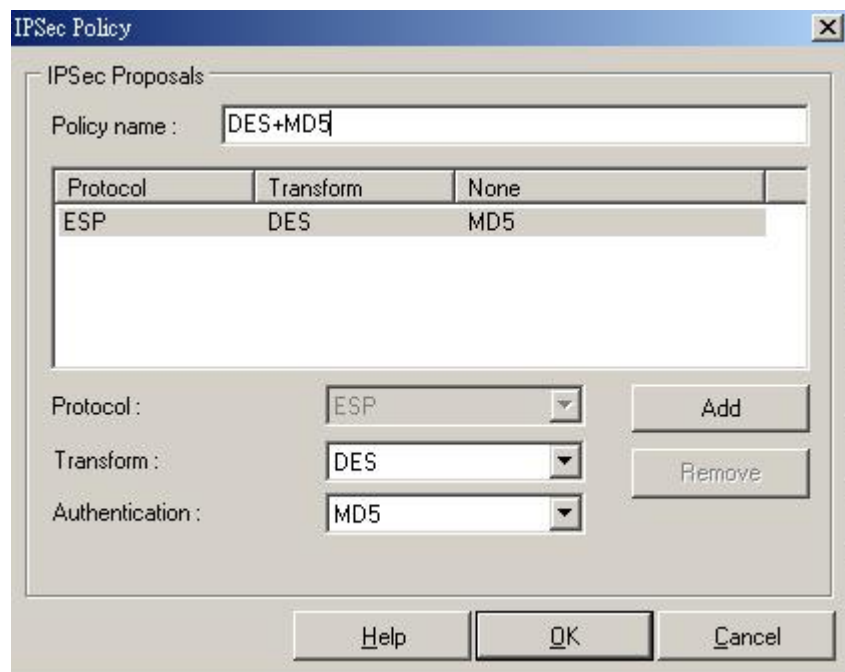 IPSec Policy
IPSec Proposals
Policy name : DES+MD5
Protocol Transform None
ESP DES MD5
Protocol : ESP Add
Transform : DES Remove
Authentication : MD5
Help OK Cancel